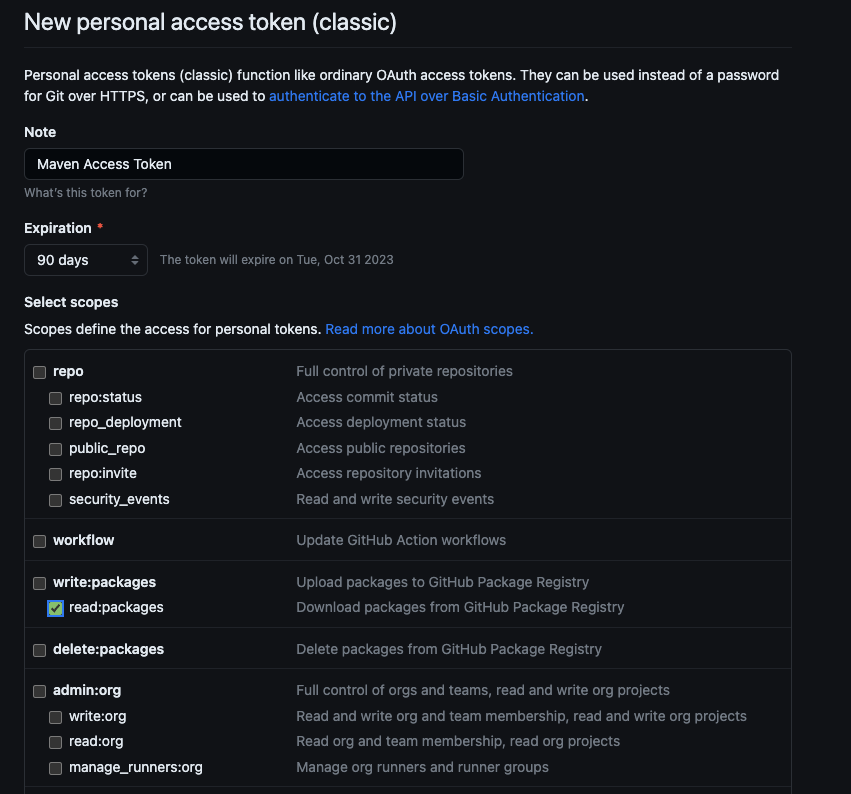 New personal access token (classic)
Personal access tokens (classic) function like ordinary OAuth access tokens. They can be used instead of a password
for Git over HTTPS, or can be used to authenticate to the API over Basic Authentication.
Note
Maven Access Token
What's this token for?
Expiration *
90 days The token will expire on Tue, Oct 31 2023
Select scopes
Scopes define the access for personal tokens. Read more about OAuth scopes.
repo Full control of private repositories
repo:status Access commit status
repo_deployment Access deployment status
public_repo Access public repositories
repo:invite Access repository invitations
security_events Read and write security events
workflow Update GitHub Action workflows
write:packages Upload packages to GitHub Package Registry
read:packages Download packages from GitHub Package Registry
delete:packages Delete packages from GitHub Package Registry
admin:org Full control of orgs and teams, read and write org projects
write:org Read and write org and team membership, read and write org projects
read:org Read org and team membership, read org projects
manage_runners:org Manage org runners and runner groups